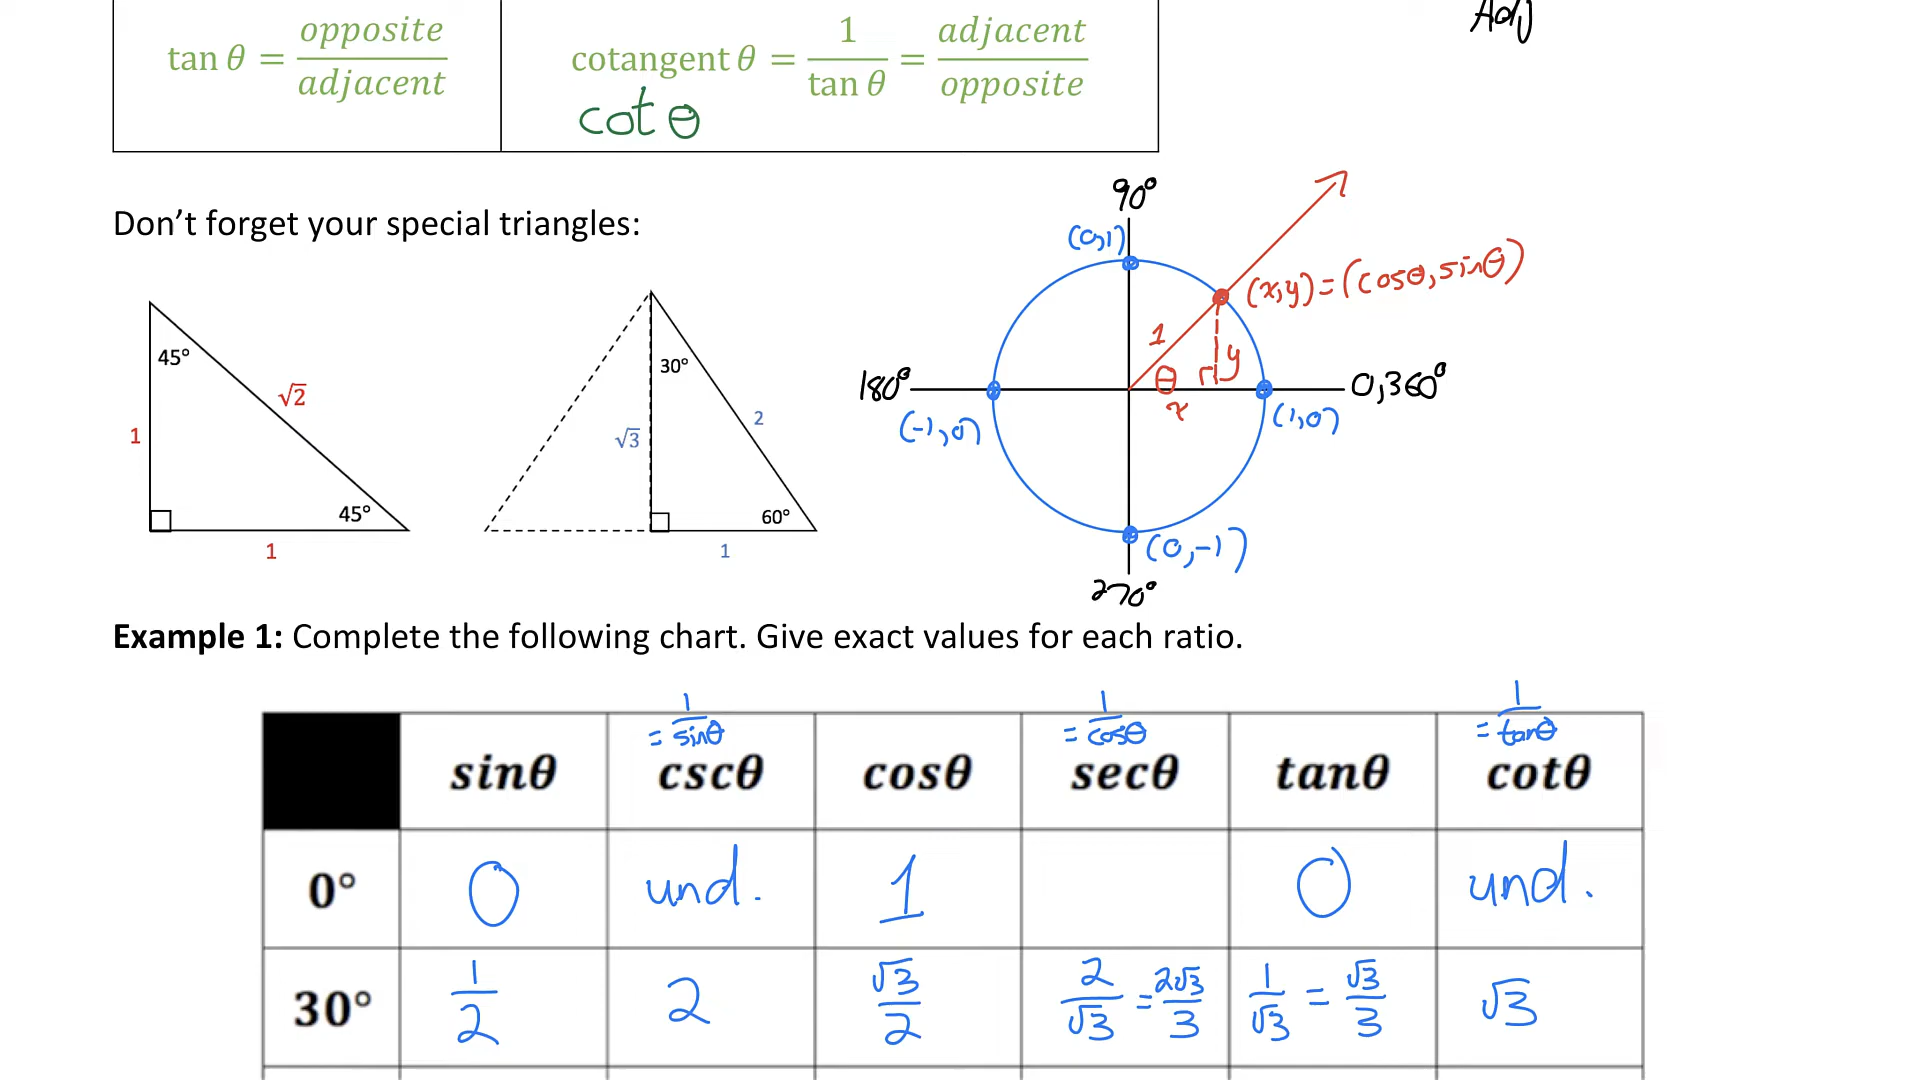 Adj
tan θ = opposite / adjacent
cotangent θ = 1 / tan θ = adjacent / opposite
cot θ
Don’t forget your special triangles:
45°
√2
1
45°
1
30°
√3
2
60°
1
90°
(0,1)
(x,y)=(cosθ,sinθ)
1
y
θ
x
180°
0,360°
(-1,0)
(1,0)
(0,-1)
270°
Example 1: Complete the following chart. Give exact values for each ratio.
= 1/sinθ = 1/cosθ = 1/tanθ
sinθ cscθ cosθ secθ tanθ cotθ
0° 0 und. 1 0 und.
30° 1/2 2 √3/2 2/√3 = 2√3/3 1/√3 = √3/3 √3